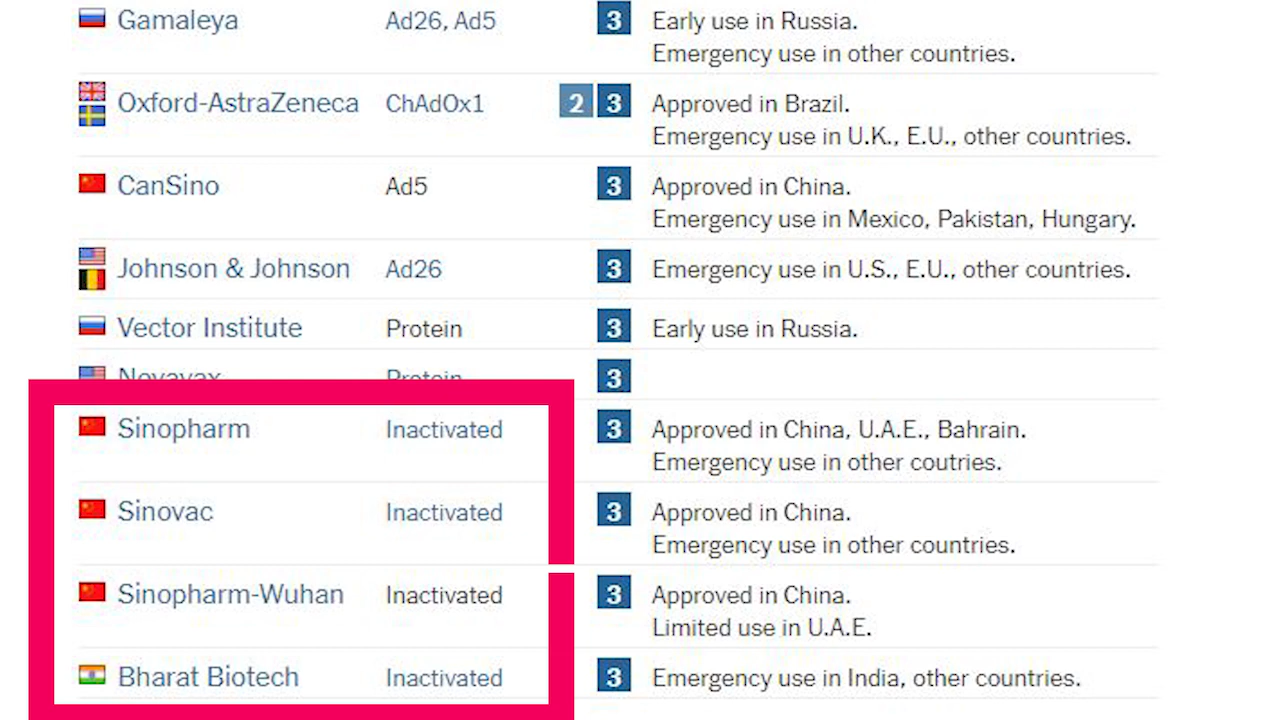 Gamaleya Ad26, Ad5 3 Early use in Russia.
Emergency use in other countries.
Oxford-AstraZeneca ChAdOx1 2 3 Approved in Brazil.
Emergency use in U.K., E.U., other countries.
CanSino Ad5 3 Approved in China.
Emergency use in Mexico, Pakistan, Hungary.
Johnson & Johnson Ad26 3 Emergency use in U.S., E.U., other countries.
Vector Institute Protein 3 Early use in Russia.
Novavax Protein 3
Sinopharm Inactivated 3 Approved in China, U.A.E., Bahrain.
Emergency use in other coutries.
Sinovac Inactivated 3 Approved in China.
Emergency use in other countries.
Sinopharm-Wuhan Inactivated 3 Approved in China.
Limited use in U.A.E.
Bharat Biotech Inactivated 3 Emergency use in India, other countries.